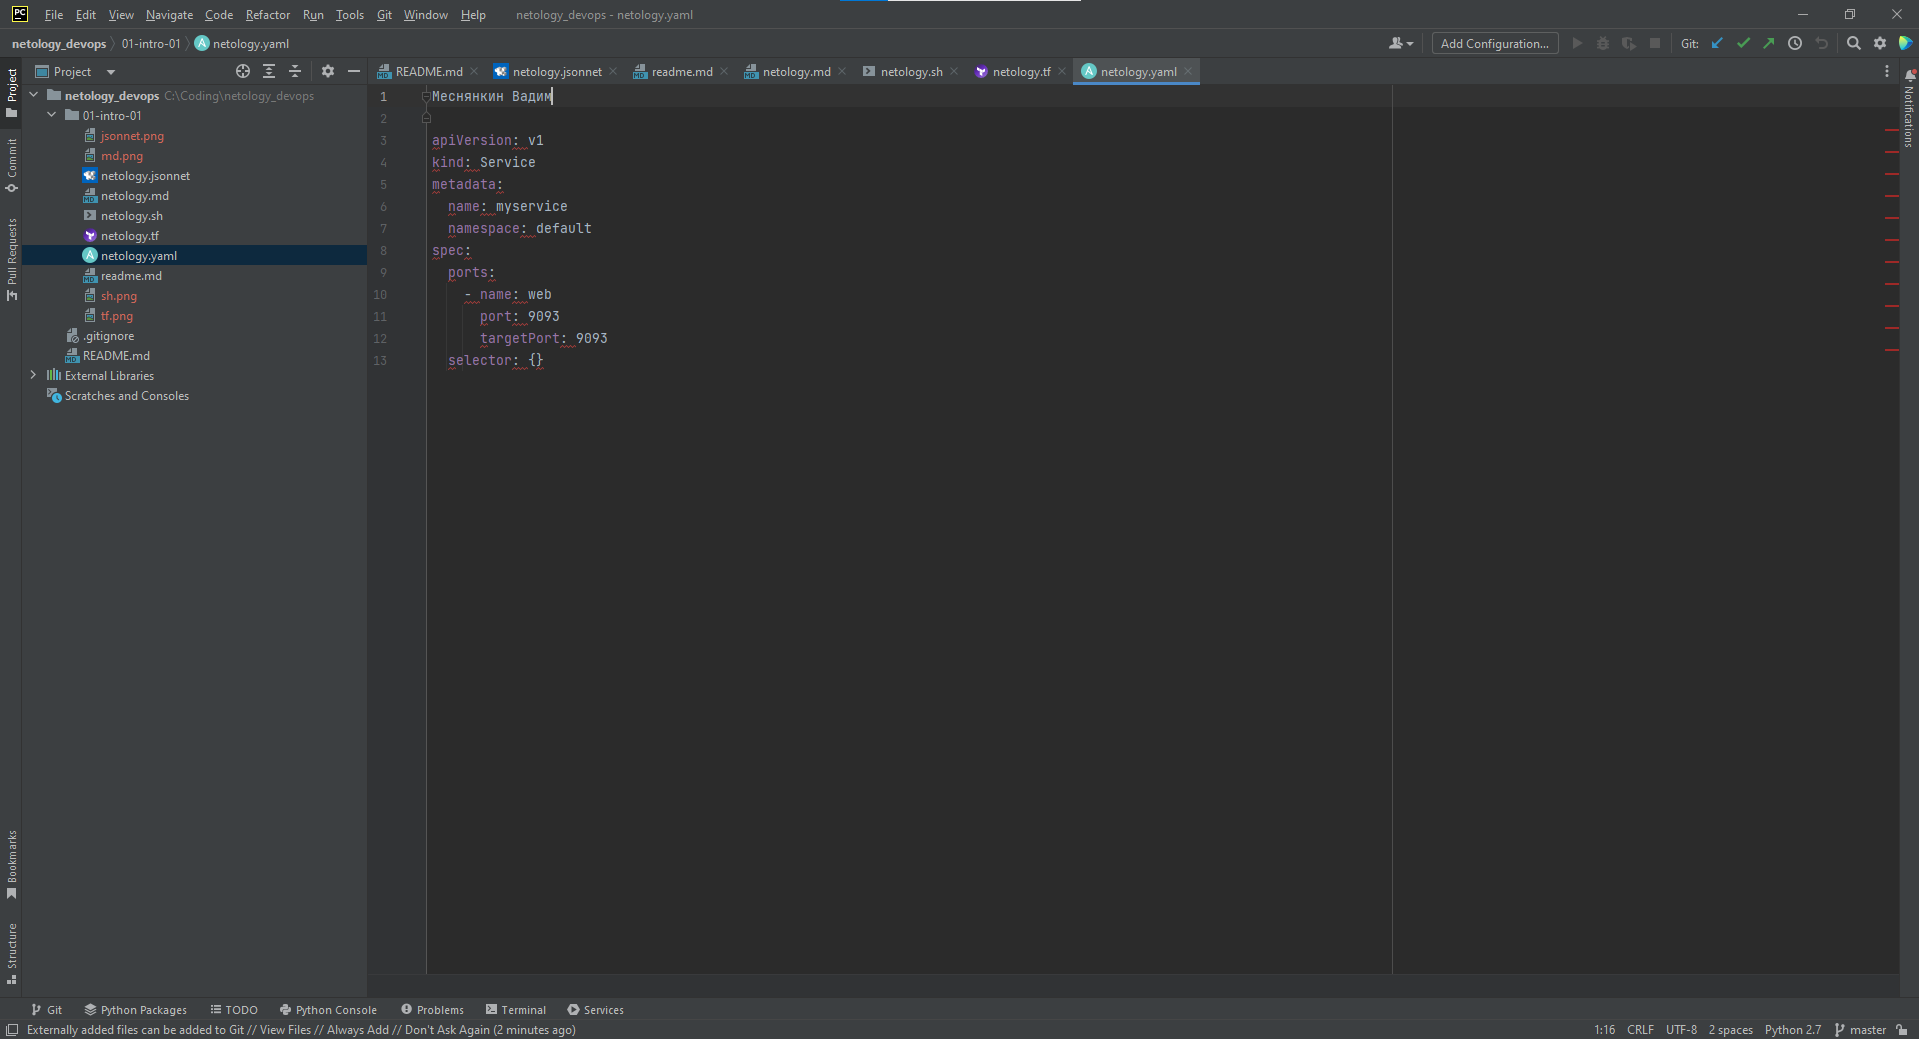 PC File Edit View Navigate Code Refactor Run Tools Git Window Help netology_devops - netology.yaml
netology_devops 01-intro-01 A netology.yaml Add Configuration... Git:
Project
README.md netology.jsonnet readme.md netology.md netology.sh netology.tf netology.yaml
netology_devops C:\Coding\netology_devops
01-intro-01
jsonnet.png
md.png
netology.jsonnet
netology.md
netology.sh
netology.tf
netology.yaml
readme.md
sh.png
tf.png
.gitignore
README.md
External Libraries
Scratches and Consoles
1 Меснянкин Вадим
2
3 apiVersion: v1
4 kind: Service
5 metadata:
6 name: myservice
7 namespace: default
8 spec:
9 ports:
10 - name: web
11 port: 9093
12 targetPort: 9093
13 selector: {}
Project
Commit
Pull Requests
Bookmarks
Structure
Notifications
Git Python Packages TODO Python Console Problems Terminal Services
Externally added files can be added to Git // View Files // Always Add // Don't Ask Again (2 minutes ago) 1:16 CRLF UTF-8 2 spaces Python 2.7 master